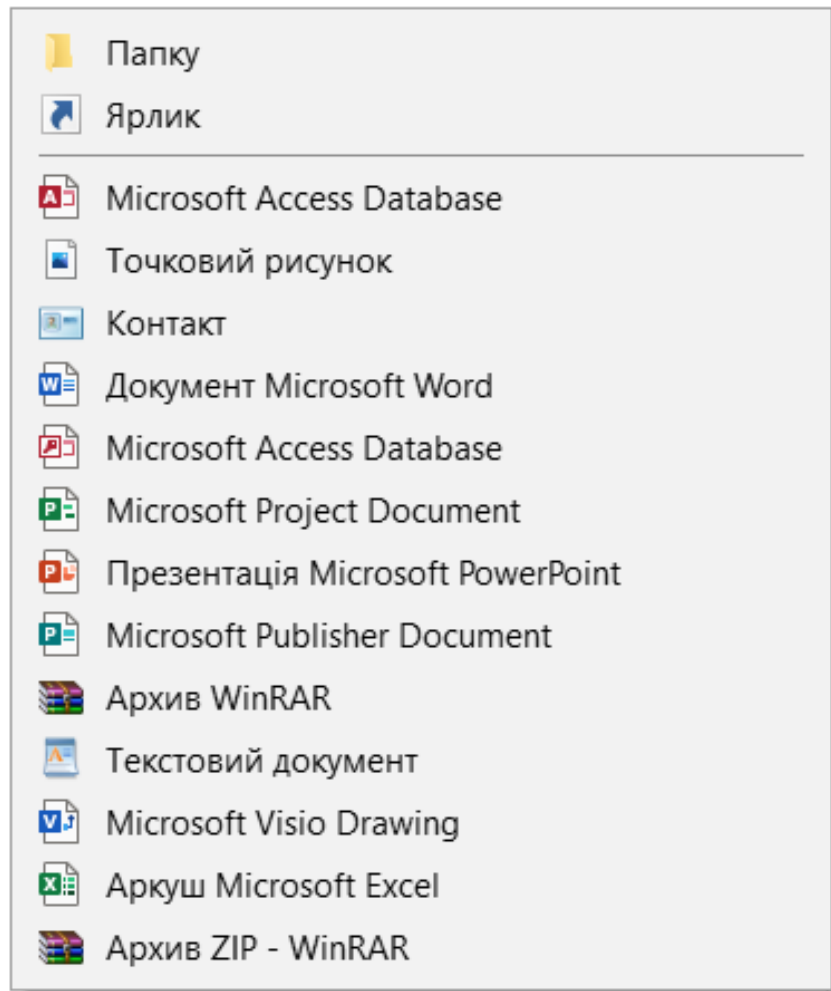 Папку
Ярлик
Microsoft Access Database
Точковий рисунок
Контакт
Документ Microsoft Word
Microsoft Access Database
Microsoft Project Document
Презентація Microsoft PowerPoint
Microsoft Publisher Document
Архив WinRAR
Текстовий документ
Microsoft Visio Drawing
Аркуш Microsoft Excel
Архив ZIP - WinRAR